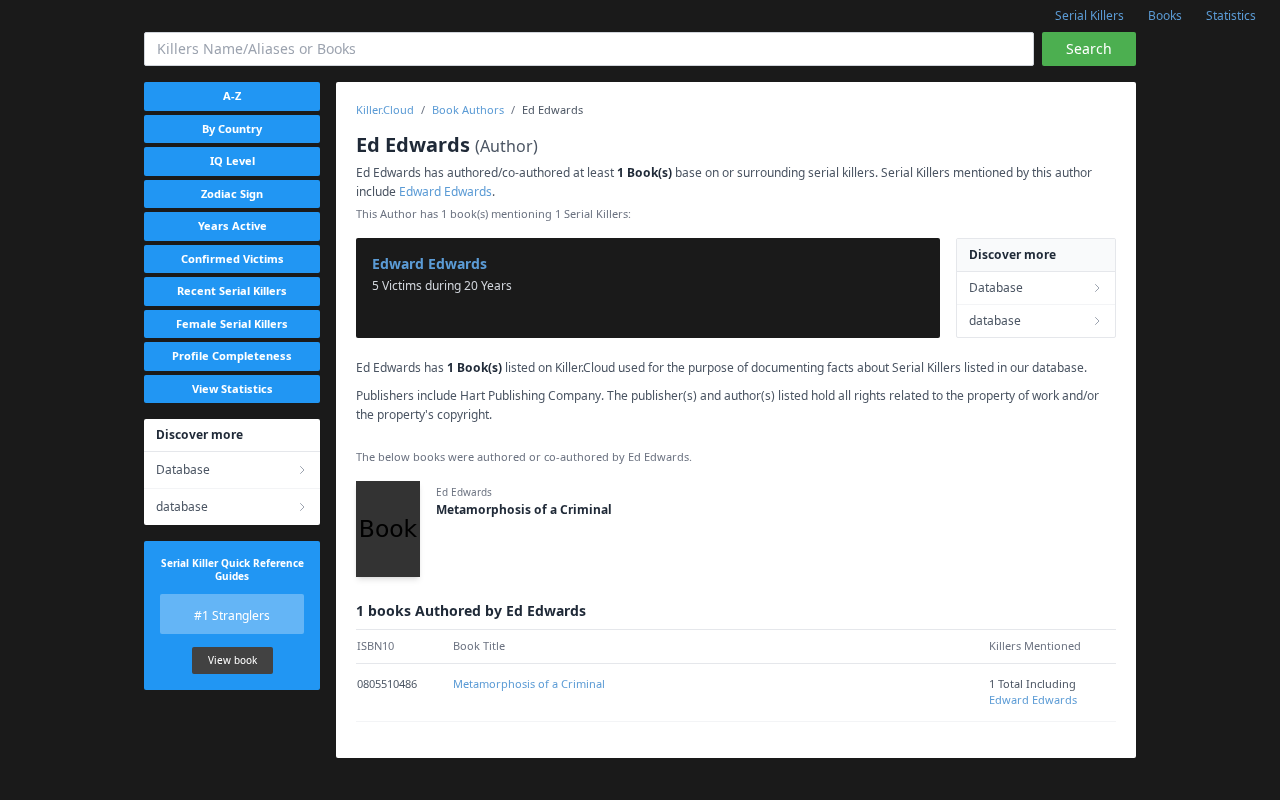 Serial Killers Books Statistics
Killers Name/Aliases or Books
Search
A-Z
By Country
IQ Level
Zodiac Sign
Years Active
Confirmed Victims
Recent Serial Killers
Female Serial Killers
Profile Completeness
View Statistics
Discover more
Database
database
Serial Killer Quick Reference
Guides
#1 Stranglers
View book
Killer.Cloud / Book Authors / Ed Edwards
Ed Edwards (Author)
Ed Edwards has authored/co-authored at least 1 Book(s) base on or surrounding serial killers. Serial Killers mentioned by this author
include Edward Edwards.
This Author has 1 book(s) mentioning 1 Serial Killers:
Edward Edwards
5 Victims during 20 Years
Discover more
Database
database
Ed Edwards has 1 Book(s) listed on Killer.Cloud used for the purpose of documenting facts about Serial Killers listed in our database.
Publishers include Hart Publishing Company. The publisher(s) and author(s) listed hold all rights related to the property of work and/or
the property's copyright.
The below books were authored or co-authored by Ed Edwards.
Book
Ed Edwards
Metamorphosis of a Criminal
1 books Authored by Ed Edwards
ISBN10 Book Title Killers Mentioned
0805510486 Metamorphosis of a Criminal 1 Total Including
Edward Edwards